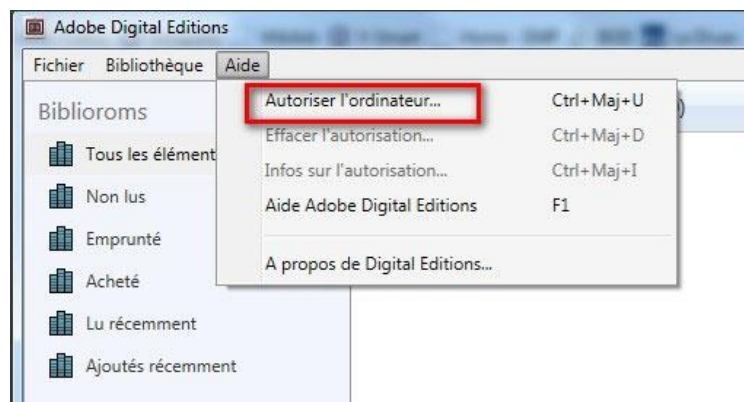 Adobe Digital Editions
Fichier Bibliothèque Aide
Biblioroms
Tous les élément
Non lus
Emprunté
Acheté
Lu récemment
Ajoutés récemment
Autoriser l'ordinateur... Ctrl+Maj+U
Effacer l'autorisation... Ctrl+Maj+D
Infos sur l'autorisation... Ctrl+Maj+I
Aide Adobe Digital Editions F1
A propos de Digital Editions...
)